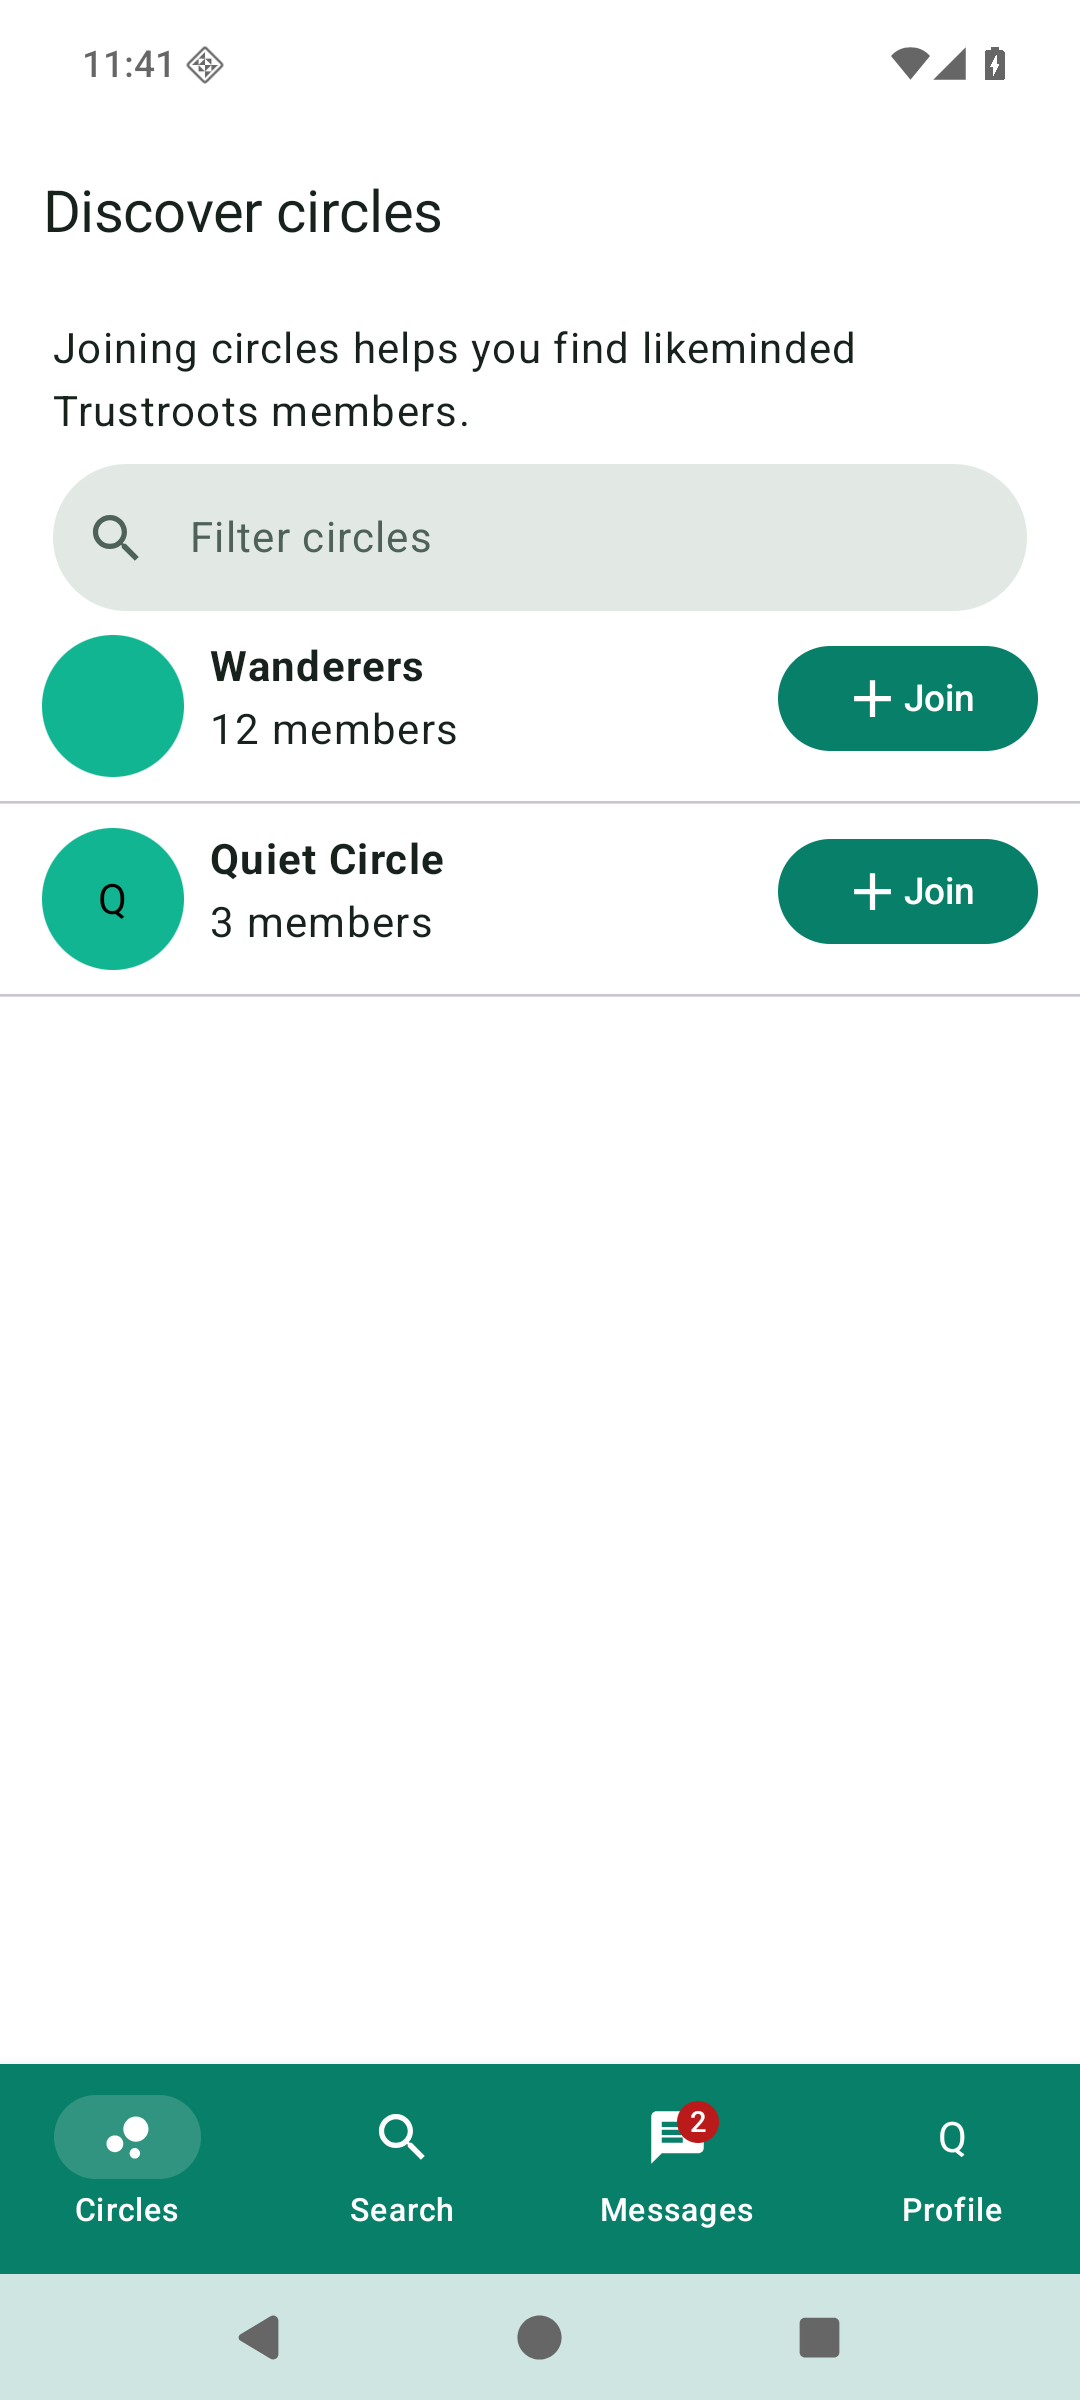 11:41
Discover circles
Joining circles helps you find likeminded
Trustroots members.
Filter circles
Wanderers
12 members
Join
Q
Quiet Circle
3 members
Join
2
Q
Circles
Search
Messages
Profile